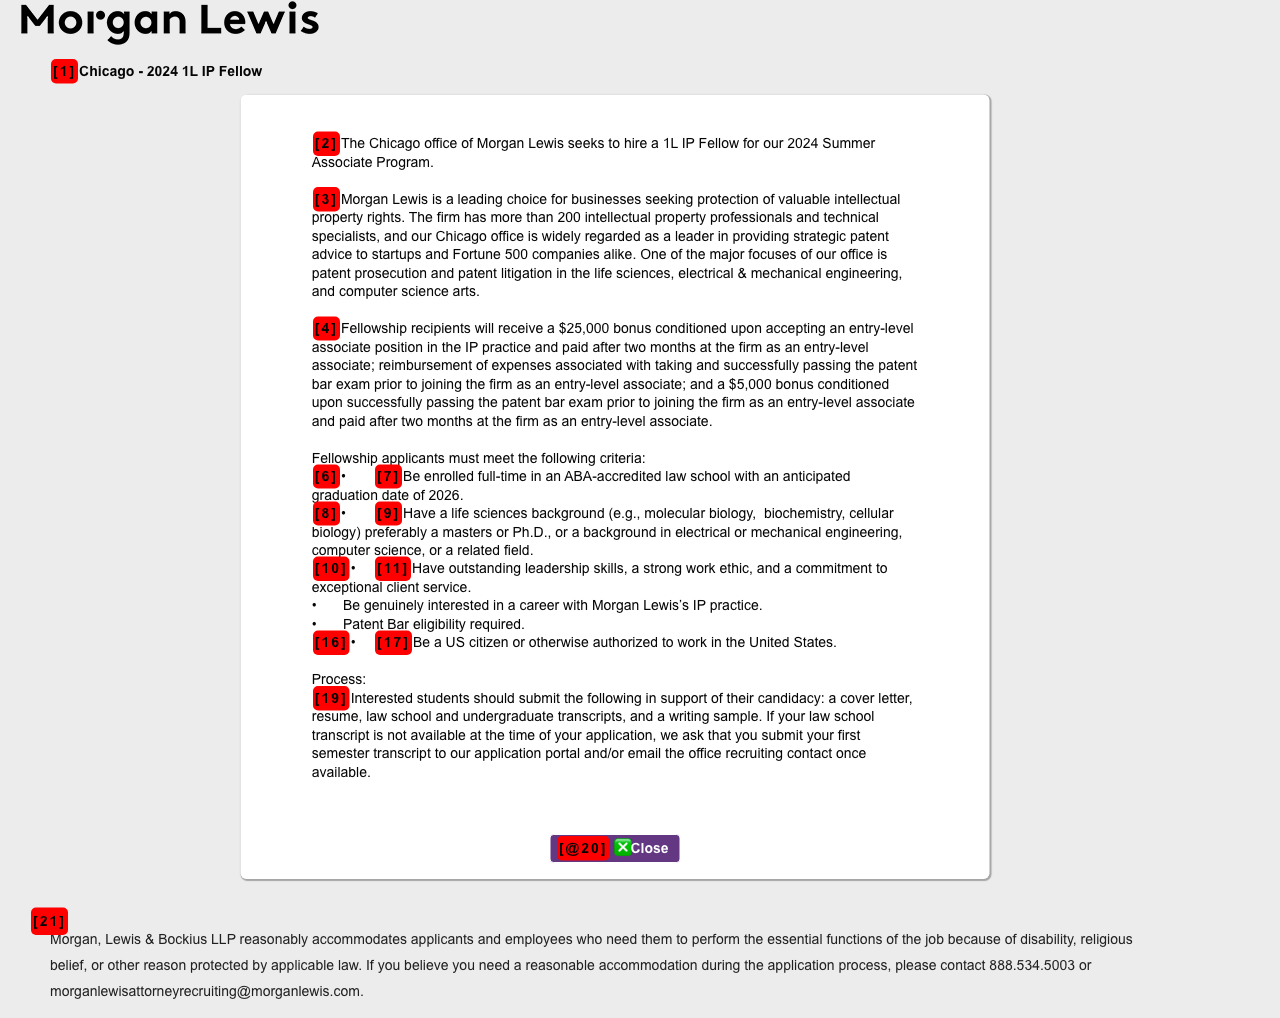 Morgan Lewis
[1] Chicago - 2024 1L IP Fellow
[2] The Chicago office of Morgan Lewis seeks to hire a 1L IP Fellow for our 2024 Summer
Associate Program.
[3] Morgan Lewis is a leading choice for businesses seeking protection of valuable intellectual
property rights. The firm has more than 200 intellectual property professionals and technical
specialists, and our Chicago office is widely regarded as a leader in providing strategic patent
advice to startups and Fortune 500 companies alike. One of the major focuses of our office is
patent prosecution and patent litigation in the life sciences, electrical & mechanical engineering,
and computer science arts.
[4] Fellowship recipients will receive a $25,000 bonus conditioned upon accepting an entry-level
associate position in the IP practice and paid after two months at the firm as an entry-level
associate; reimbursement of expenses associated with taking and successfully passing the patent
bar exam prior to joining the firm as an entry-level associate; and a $5,000 bonus conditioned
upon successfully passing the patent bar exam prior to joining the firm as an entry-level associate
and paid after two months at the firm as an entry-level associate.
Fellowship applicants must meet the following criteria:
[6] • [7] Be enrolled full-time in an ABA-accredited law school with an anticipated
graduation date of 2026.
[8] • [9] Have a life sciences background (e.g., molecular biology, biochemistry, cellular
biology) preferably a masters or Ph.D., or a background in electrical or mechanical engineering,
computer science, or a related field.
[10] • [11] Have outstanding leadership skills, a strong work ethic, and a commitment to
exceptional client service.
• Be genuinely interested in a career with Morgan Lewis’s IP practice.
• Patent Bar eligibility required.
[16] • [17] Be a US citizen or otherwise authorized to work in the United States.
Process:
[19] Interested students should submit the following in support of their candidacy: a cover letter,
resume, law school and undergraduate transcripts, and a writing sample. If your law school
transcript is not available at the time of your application, we ask that you submit your first
semester transcript to our application portal and/or email the office recruiting contact once
available.
[@20] Close
[21]
Morgan, Lewis & Bockius LLP reasonably accommodates applicants and employees who need them to perform the essential functions of the job because of disability, religious
belief, or other reason protected by applicable law. If you believe you need a reasonable accommodation during the application process, please contact 888.534.5003 or
morganlewisattorneyrecruiting@morganlewis.com.